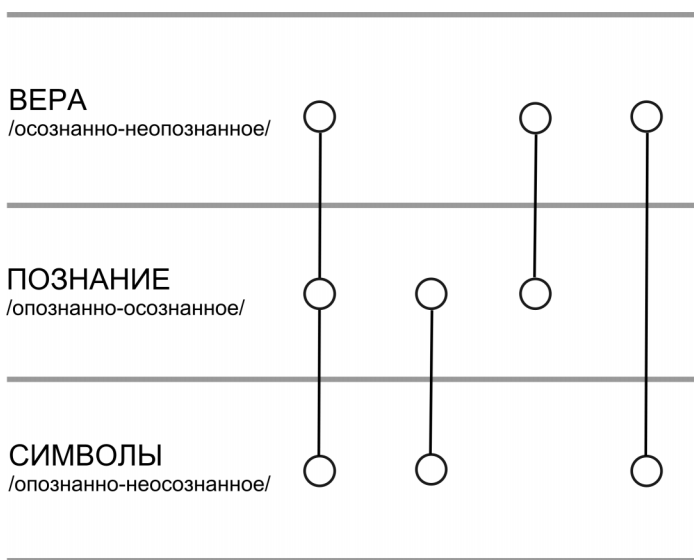 ВЕРА
/осознанно-неопознанное/
ПОЗНАНИЕ
/опознанно-осознанное/
СИМВОЛЫ
/опознанно-неосознанное/